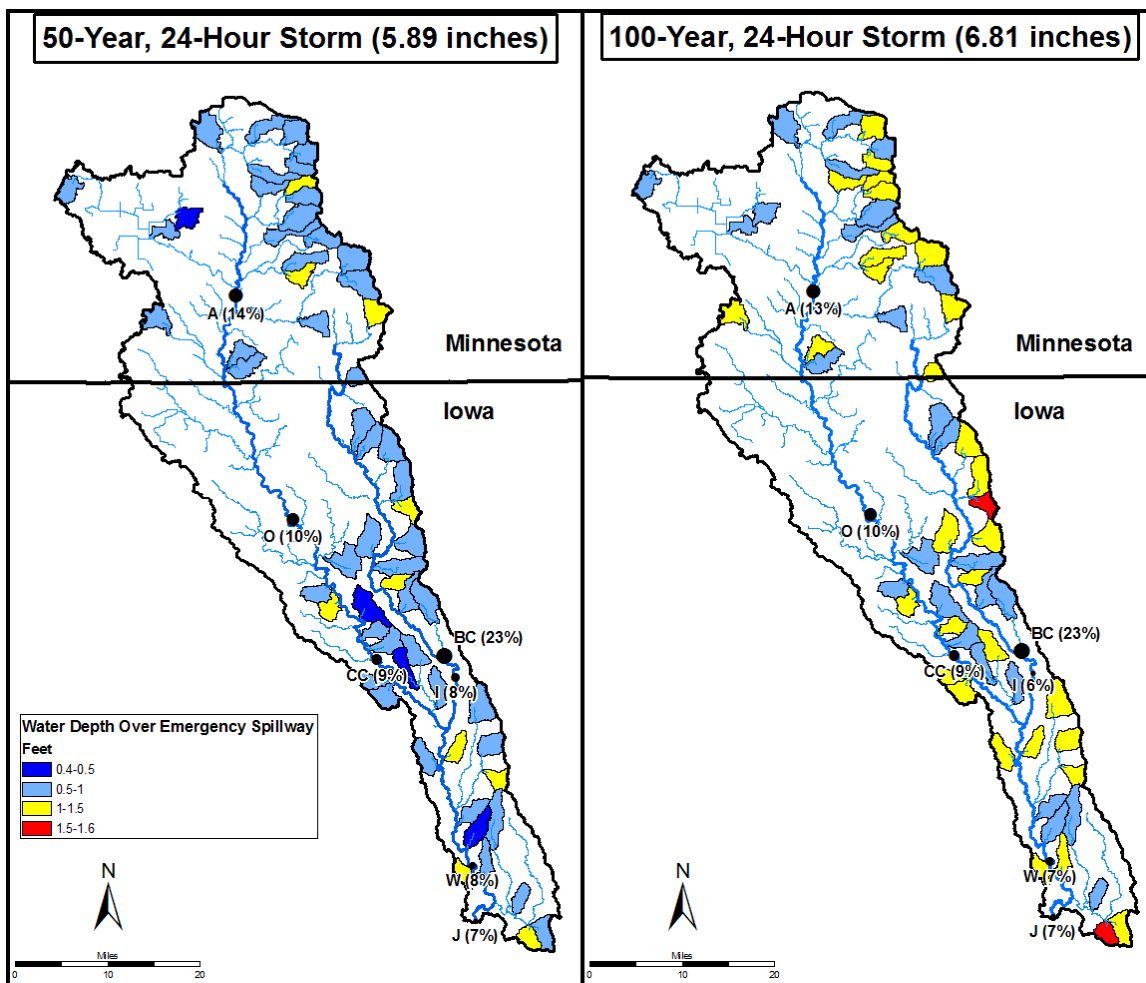 50-Year, 24-Hour Storm (5.89 inches)
A (14%)
Minnesota
Iowa
O (10%)
BC (23%)
CC (9%)
I (8%)
Water Depth Over Emergency Spillway
Feet
0.4-0.5
0.5-1
1-1.5
1.5-1.6
W (8%)
N
J (7%)
Miles
0 10 20
100-Year, 24-Hour Storm (6.81 inches)
A (13%)
Minnesota
Iowa
O (10%)
BC (23%)
CC (9%)
I (6%)
W (7%)
N
J (7%)
Miles
0 10 20